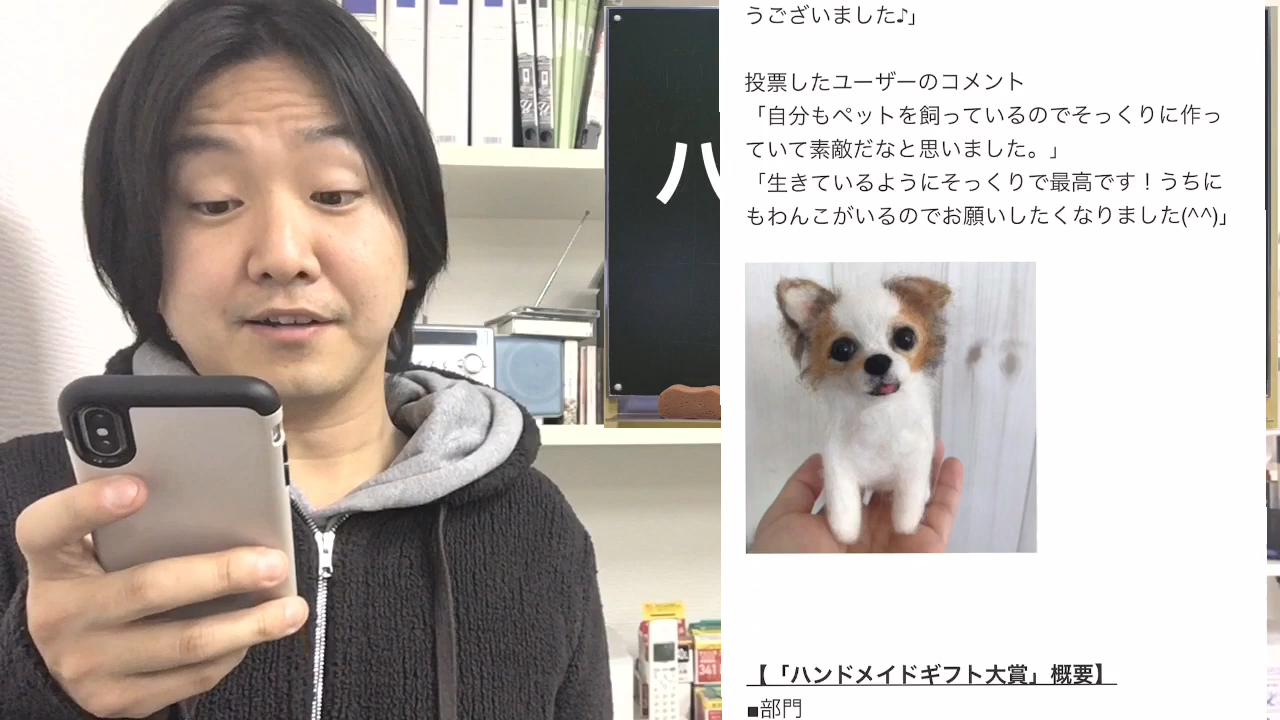 うございました♪」
投票したユーザーのコメント
「自分もペットを飼っているのでそっくりに作っ
ていて素敵だなと思いました。」
「生きているようにそっくりで最高です！うちに
もわんこがいるのでお願いしたくなりました(^^)」
ハ
【「ハンドメイドギフト大賞」概要】
■部門
341